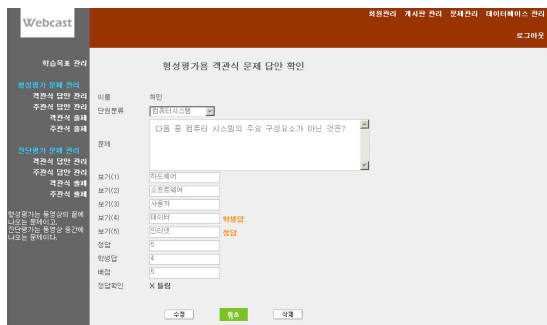 Webcast
회원관리 게시판 관리 문제관리 데이터베이스 관리
로그아웃
학습목표 관리
형성평가 문제 관리
객관식 답안 관리
주관식 답안 관리
객관식 출제
주관식 출제
진단평가 문제 관리
객관식 답안 관리
주관식 답안 관리
객관식 출제
주관식 출제
형성평가는 동영상의 끝에
나오는 문제이고,
진단평가는 동영상 중간에
나오는 문제이다.
형성평가용 객관식 문제 답안 확인
이름 허만
단원분류 컴퓨터시스템
문제 다음 중 컴퓨터 시스템의 주요 구성요소가 아닌 것은?
보기(1) 하드웨어
보기(2) 소프트웨어
보기(3) 사용자
보기(4) 데이터 학생답
보기(5) 인터넷 정답
정답 5
학생답 4
배점 5
정답확인 X 틀림
수정 취소 삭제